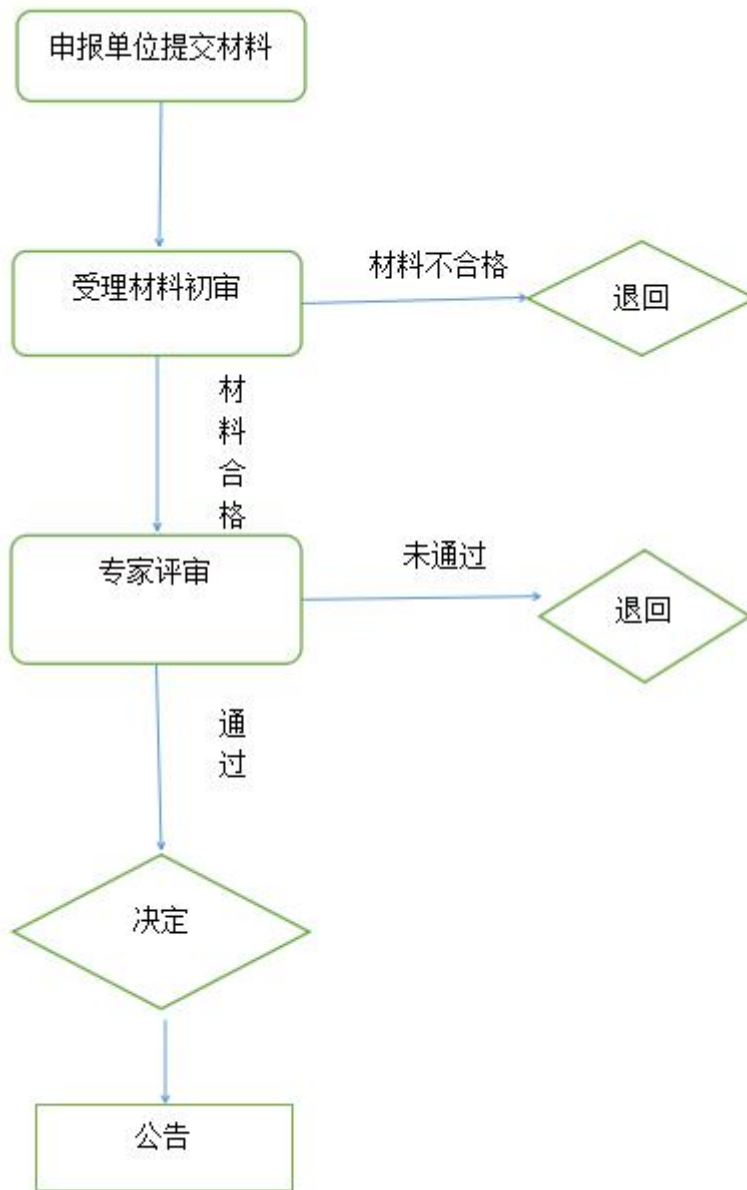 申报单位提交材料
受理材料初审
材料不合格
退回
材
料
合
格
专家评审
未通过
退回
通
过
决定
公告